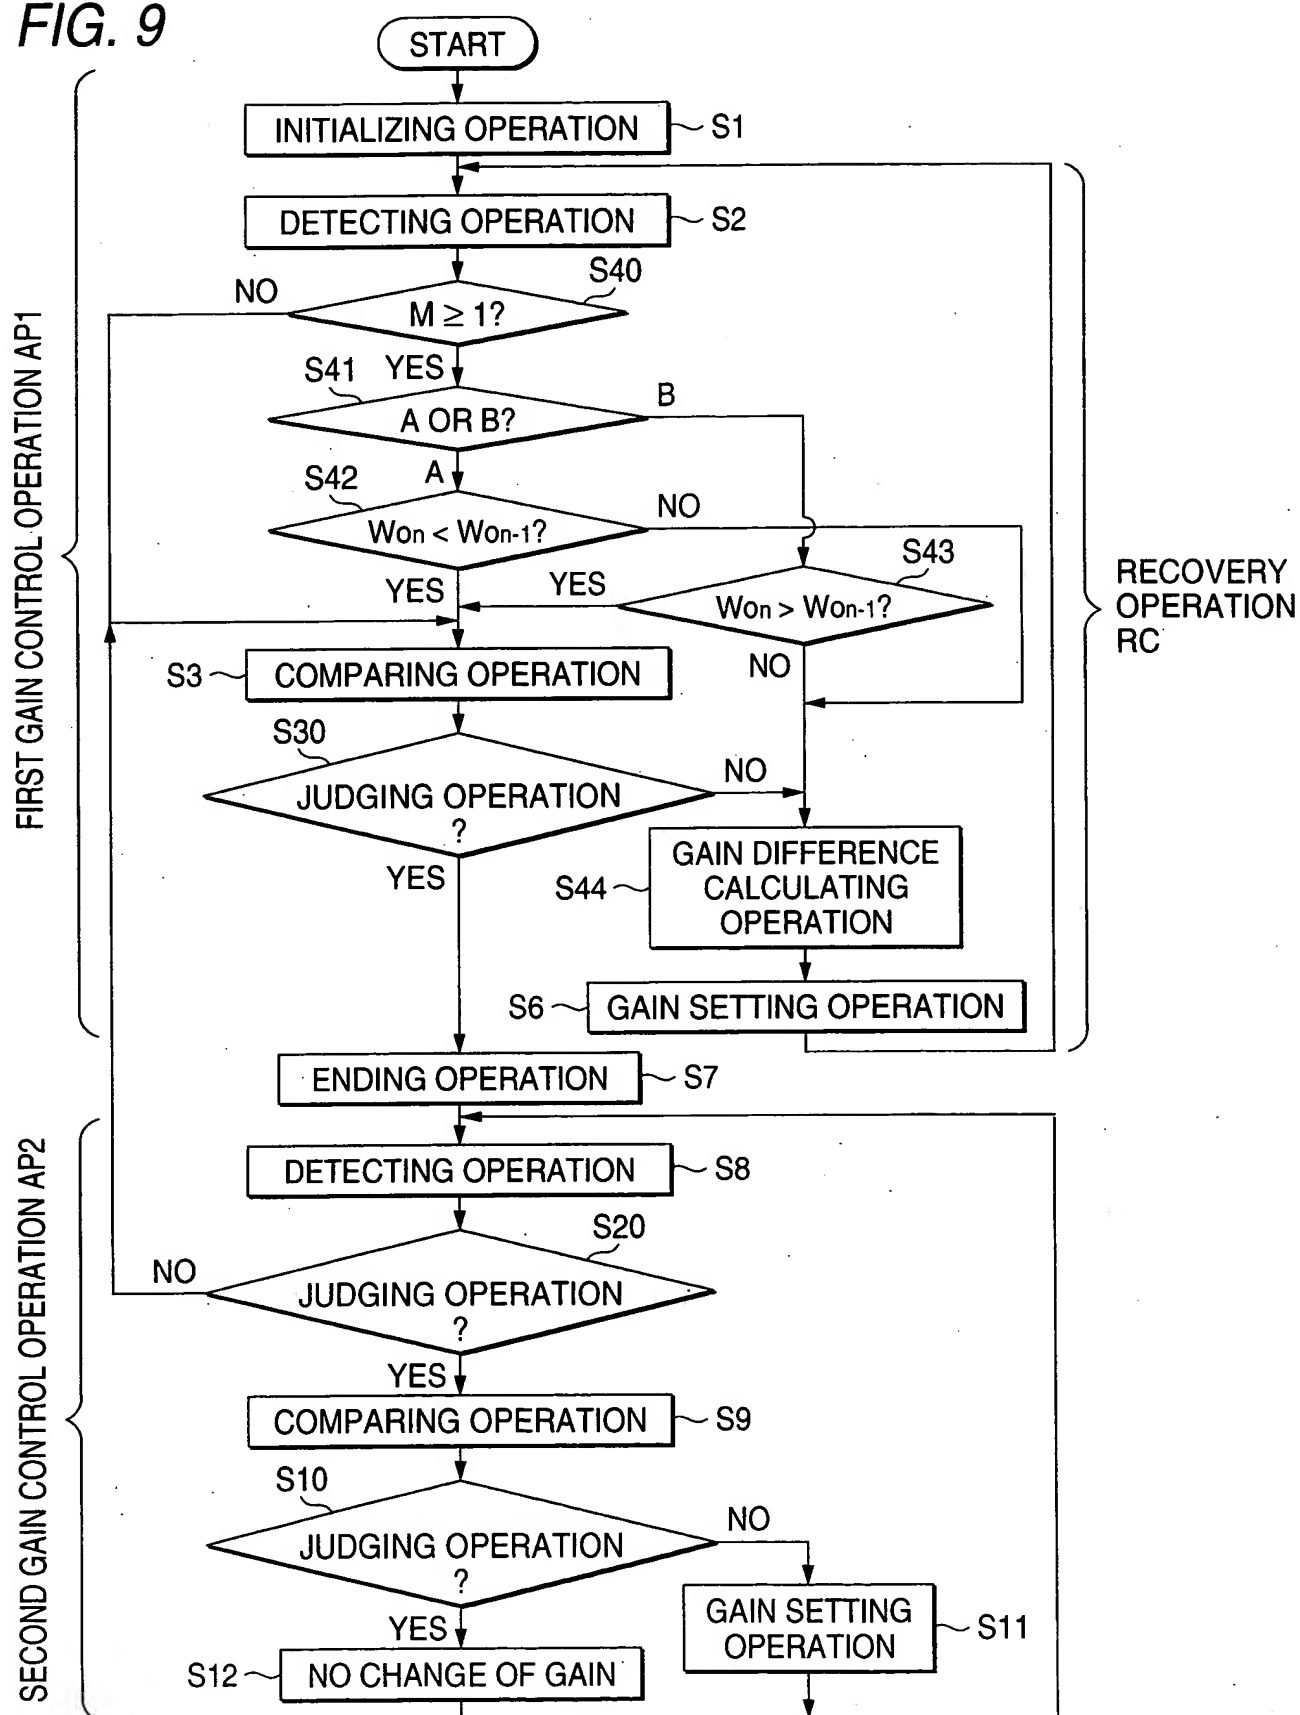 FIG. 9
START
INITIALIZING OPERATION
S1
DETECTING OPERATION
S2
S40
NO
M ≥ 1?
YES
S41
B
A OR B?
A
S42
NO
Won < Won-1?
S43
YES
YES
Won > Won-1?
NO
S3
COMPARING OPERATION
S30
NO
JUDGING OPERATION
?
YES
GAIN DIFFERENCE
CALCULATING
OPERATION
S44
S6
GAIN SETTING OPERATION
FIRST GAIN CONTROL OPERATION AP1
RECOVERY
OPERATION
RC
ENDING OPERATION
S7
DETECTING OPERATION
S8
S20
NO
JUDGING OPERATION
?
YES
COMPARING OPERATION
S9
S10
NO
JUDGING OPERATION
?
YES
GAIN SETTING
OPERATION
S11
S12
NO CHANGE OF GAIN
SECOND GAIN CONTROL OPERATION AP2